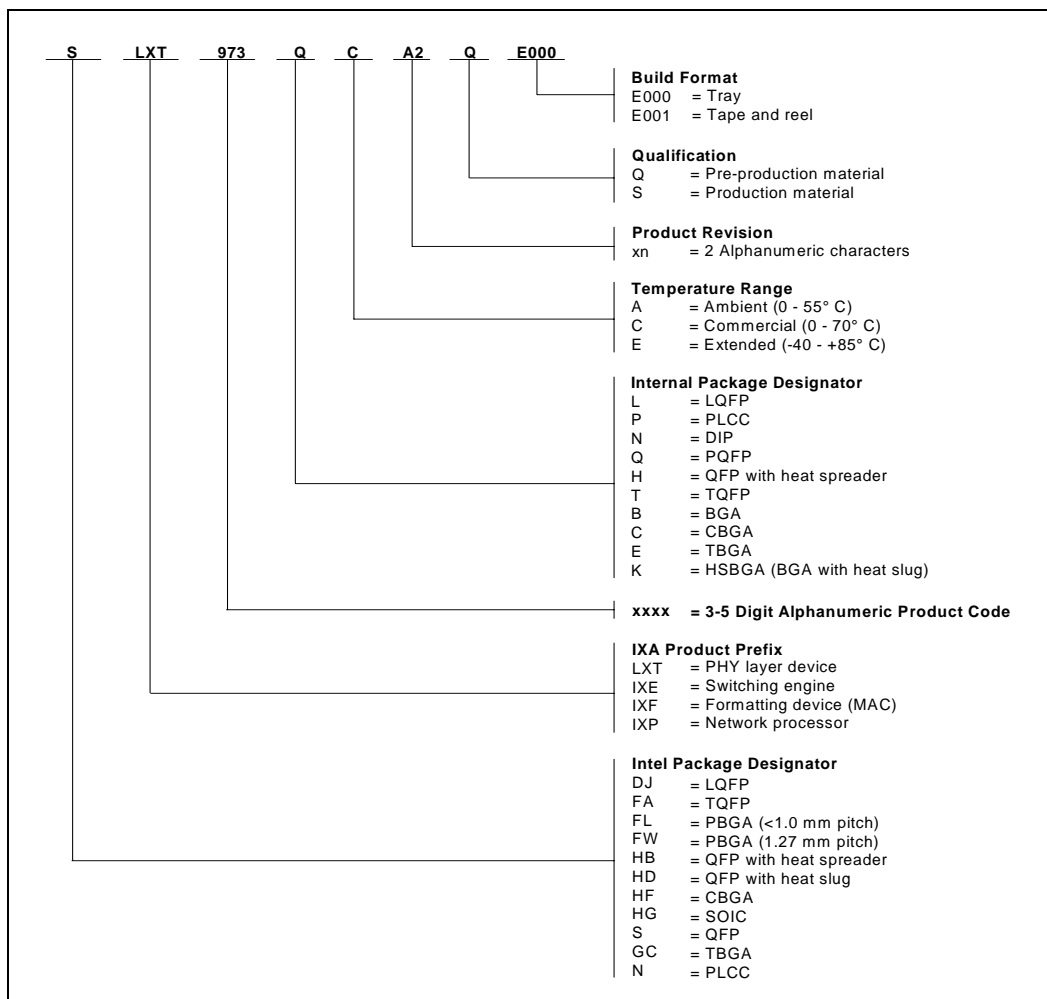 S LXT 973 Q C A2 Q E000
Build Format
E000 = Tray
E001 = Tape and reel
Qualification
Q = Pre-production material
S = Production material
Product Revision
xn = 2 Alphanumeric characters
Temperature Range
A = Ambient (0 - 55° C)
C = Commercial (0 - 70° C)
E = Extended (-40 - +85° C)
Internal Package Designator
L = LQFP
P = PLCC
N = DIP
Q = PQFP
H = QFP with heat spreader
T = TQFP
B = BGA
C = CBGA
E = TBGA
K = HSBGA (BGA with heat slug)
xxxx = 3-5 Digit Alphanumeric Product Code
IXA Product Prefix
LXT = PHY layer device
IXE = Switching engine
IXF = Formatting device (MAC)
IXP = Network processor
Intel Package Designator
DJ = LQFP
FA = TQFP
FL = PBGA (<1.0 mm pitch)
FW = PBGA (1.27 mm pitch)
HB = QFP with heat spreader
HD = QFP with heat slug
HF = CBGA
HG = SOIC
S = QFP
GC = TBGA
N = PLCC